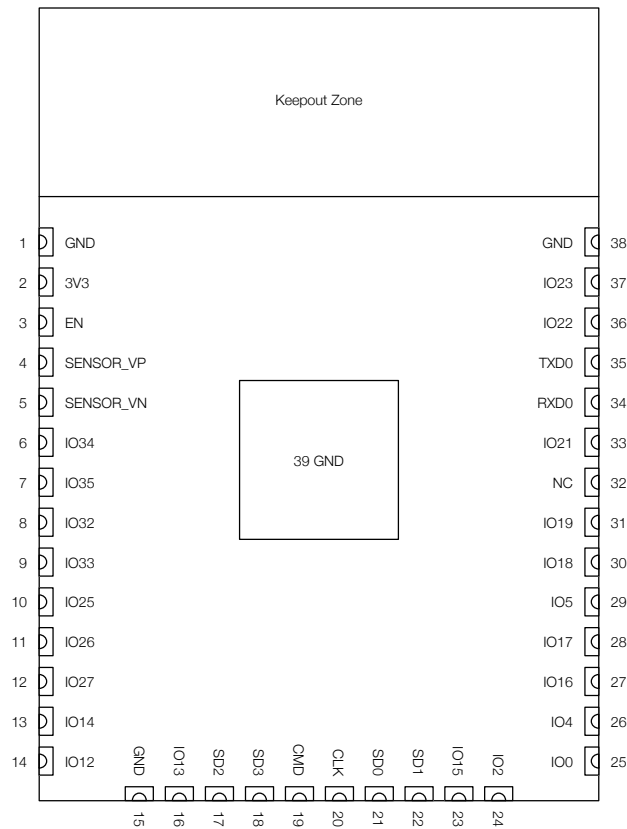 Keepout Zone
1 GND
2 3V3
3 EN
4 SENSOR_VP
5 SENSOR_VN
6 IO34
7 IO35
8 IO32
9 IO33
10 IO25
11 IO26
12 IO27
13 IO14
14 IO12
39 GND
GND 38
IO23 37
IO22 36
TXD0 35
RXD0 34
IO21 33
NC 32
IO19 31
IO18 30
IO5 29
IO17 28
IO16 27
IO4 26
IO0 25
GND 15
IO13 16
SD2 17
SD3 18
CMD 19
CLK 20
SD0 21
SD1 22
IO15 23
IO2 24